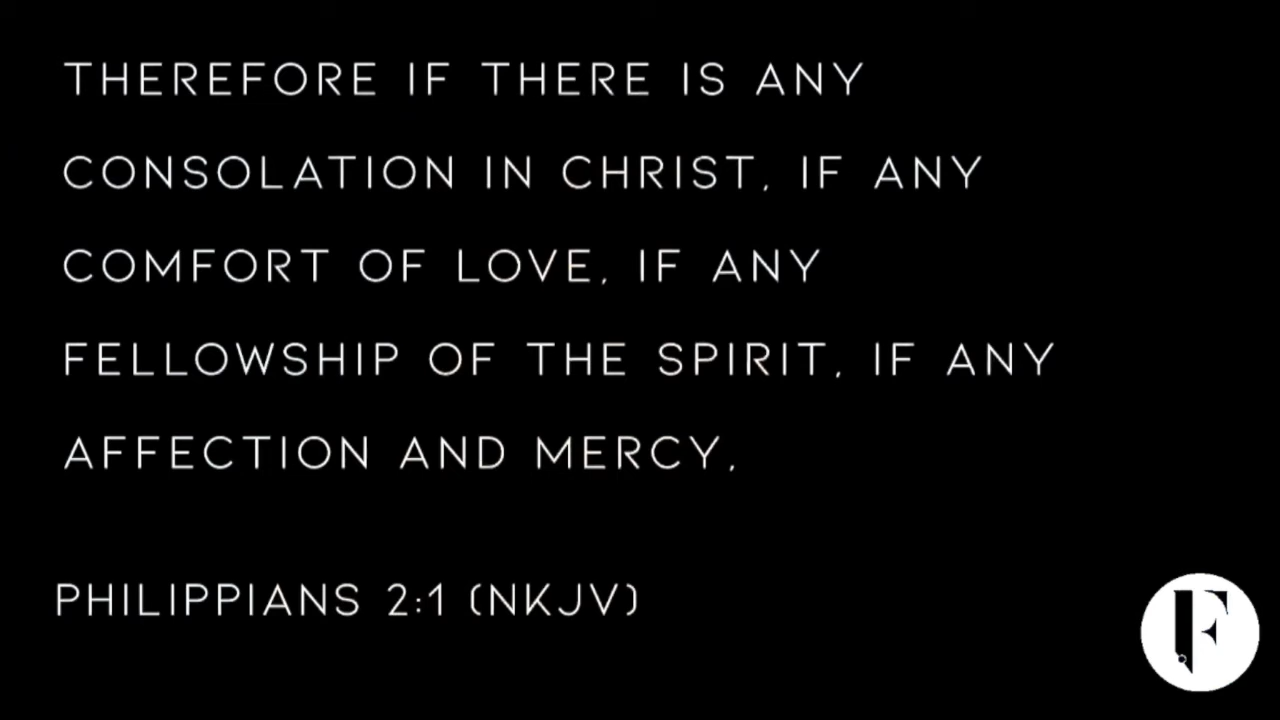 THEREFORE IF THERE IS ANY
CONSOLATION IN CHRIST, IF ANY
COMFORT OF LOVE, IF ANY
FELLOWSHIP OF THE SPIRIT, IF ANY
AFFECTION AND MERCY,
PHILIPPIANS 2:1 (NKJV)
F